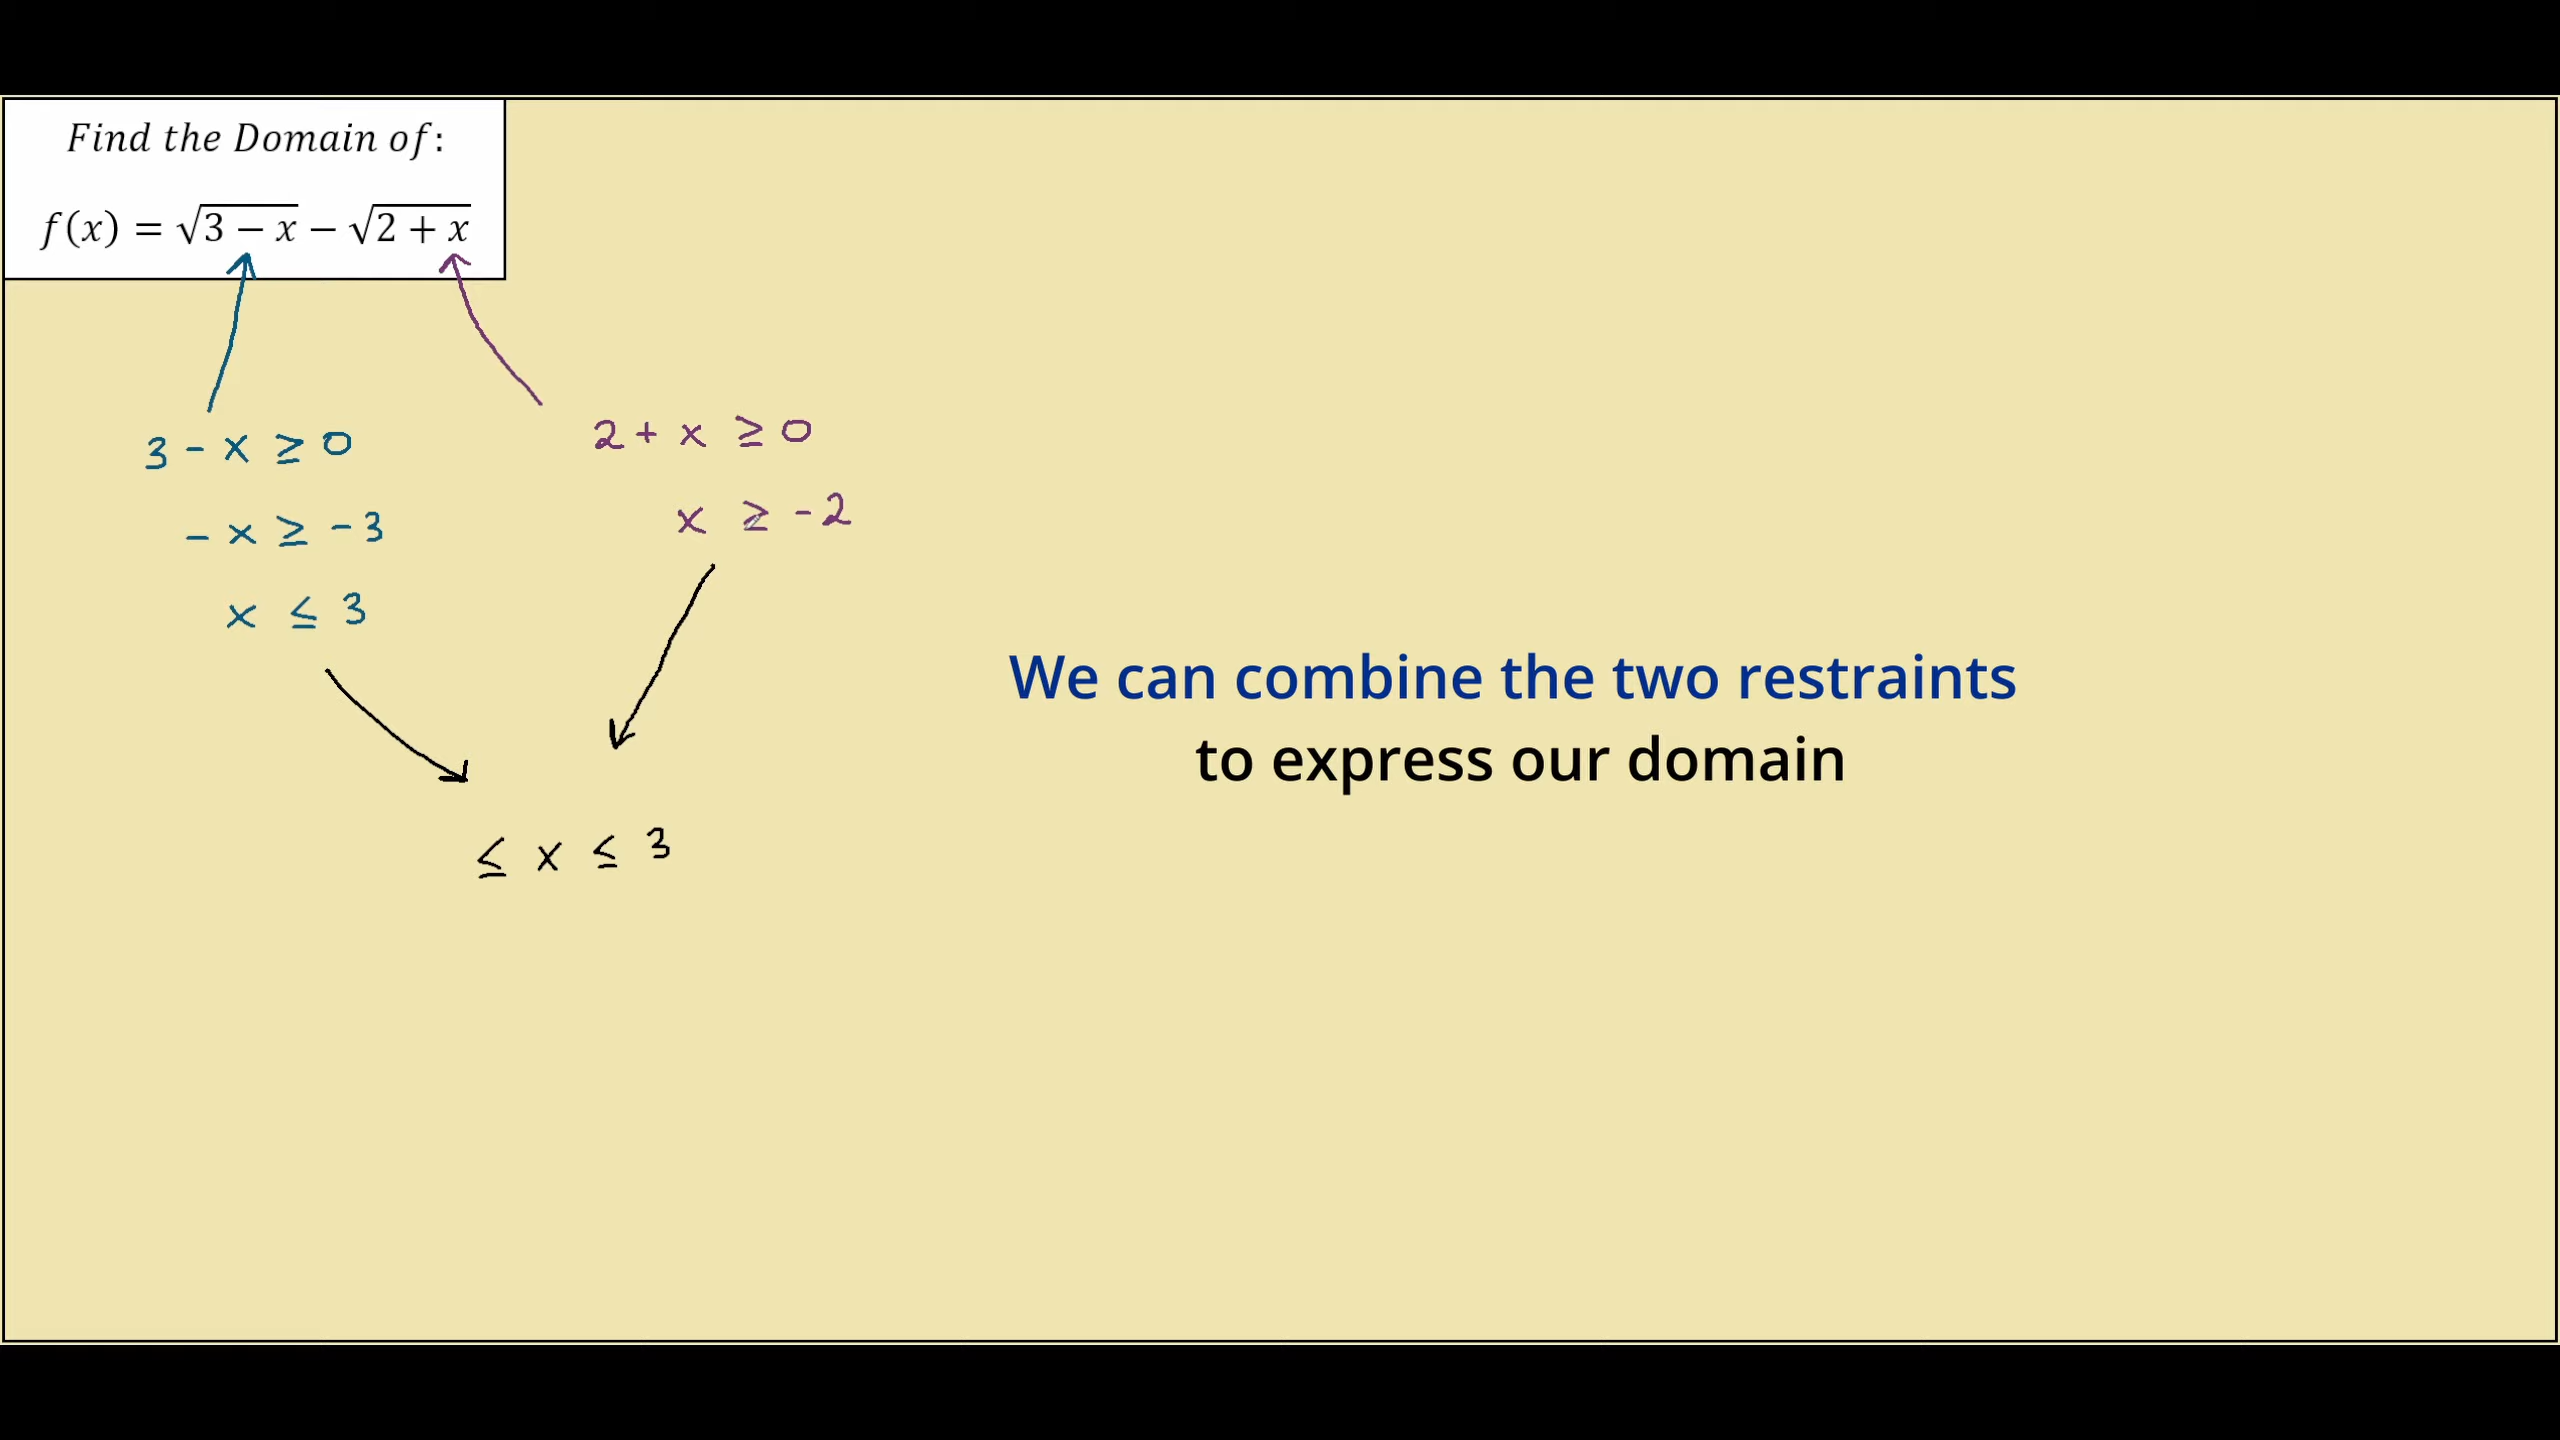 Find the Domain of:
f(x) = √3 − x − √2 + x
3 - x ≥ 0
- x ≥ - 3
x ≤ 3
2 + x ≥ 0
x ≥ - 2
We can combine the two restraints
to express our domain
≤ x ≤ 3